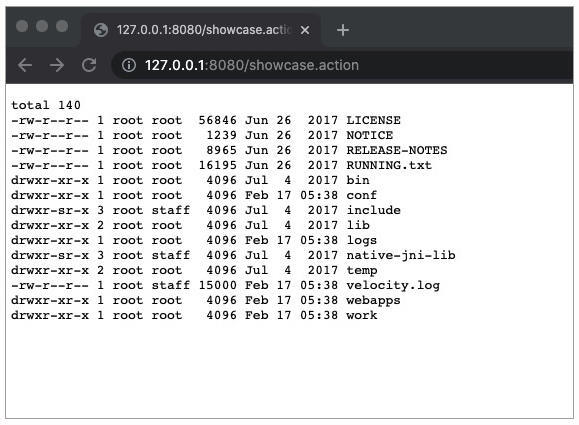 127.0.0.1:8080/showcase.actio
127.0.0.1:8080/showcase.action
total 140
-rw-r--r-- 1 root root  56846 Jun 26  2017 LICENSE
-rw-r--r-- 1 root root   1239 Jun 26  2017 NOTICE
-rw-r--r-- 1 root root   8965 Jun 26  2017 RELEASE-NOTES
-rw-r--r-- 1 root root  16195 Jun 26  2017 RUNNING.txt
drwxr-xr-x 1 root root   4096 Jul  4  2017 bin
drwxr-xr-x 1 root root   4096 Feb 17 05:38 conf
drwxr-sr-x 3 root staff  4096 Jul  4  2017 include
drwxr-xr-x 2 root root   4096 Jul  4  2017 lib
drwxr-xr-x 1 root root   4096 Feb 17 05:38 logs
drwxr-sr-x 3 root staff  4096 Jul  4  2017 native-jni-lib
drwxr-xr-x 2 root root   4096 Jul  4  2017 temp
-rw-r--r-- 1 root staff 15000 Feb 17 05:38 velocity.log
drwxr-xr-x 1 root root   4096 Feb 17 05:38 webapps
drwxr-xr-x 1 root root   4096 Feb 17 05:38 work